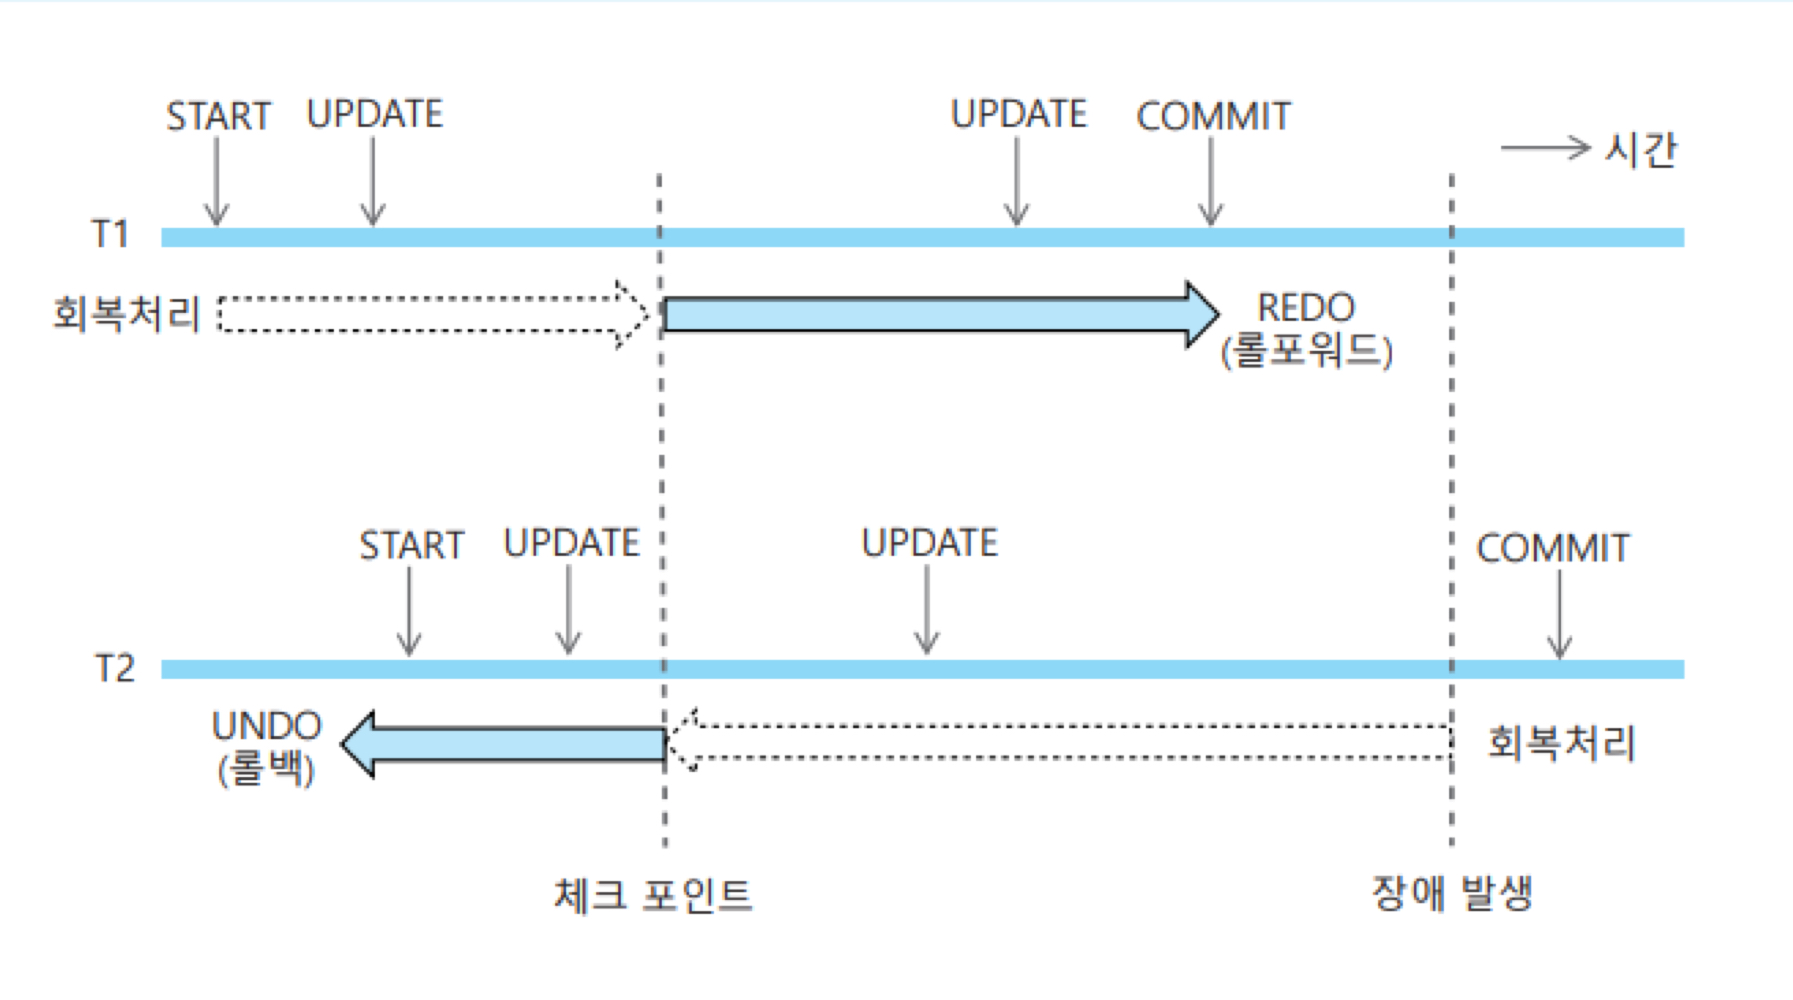 START UPDATE UPDATE COMMIT
시간
T1
회복처리
REDO
(롤포워드)
START UPDATE UPDATE COMMIT
T2
UNDO
(롤백)
회복처리
체크 포인트
장애 발생